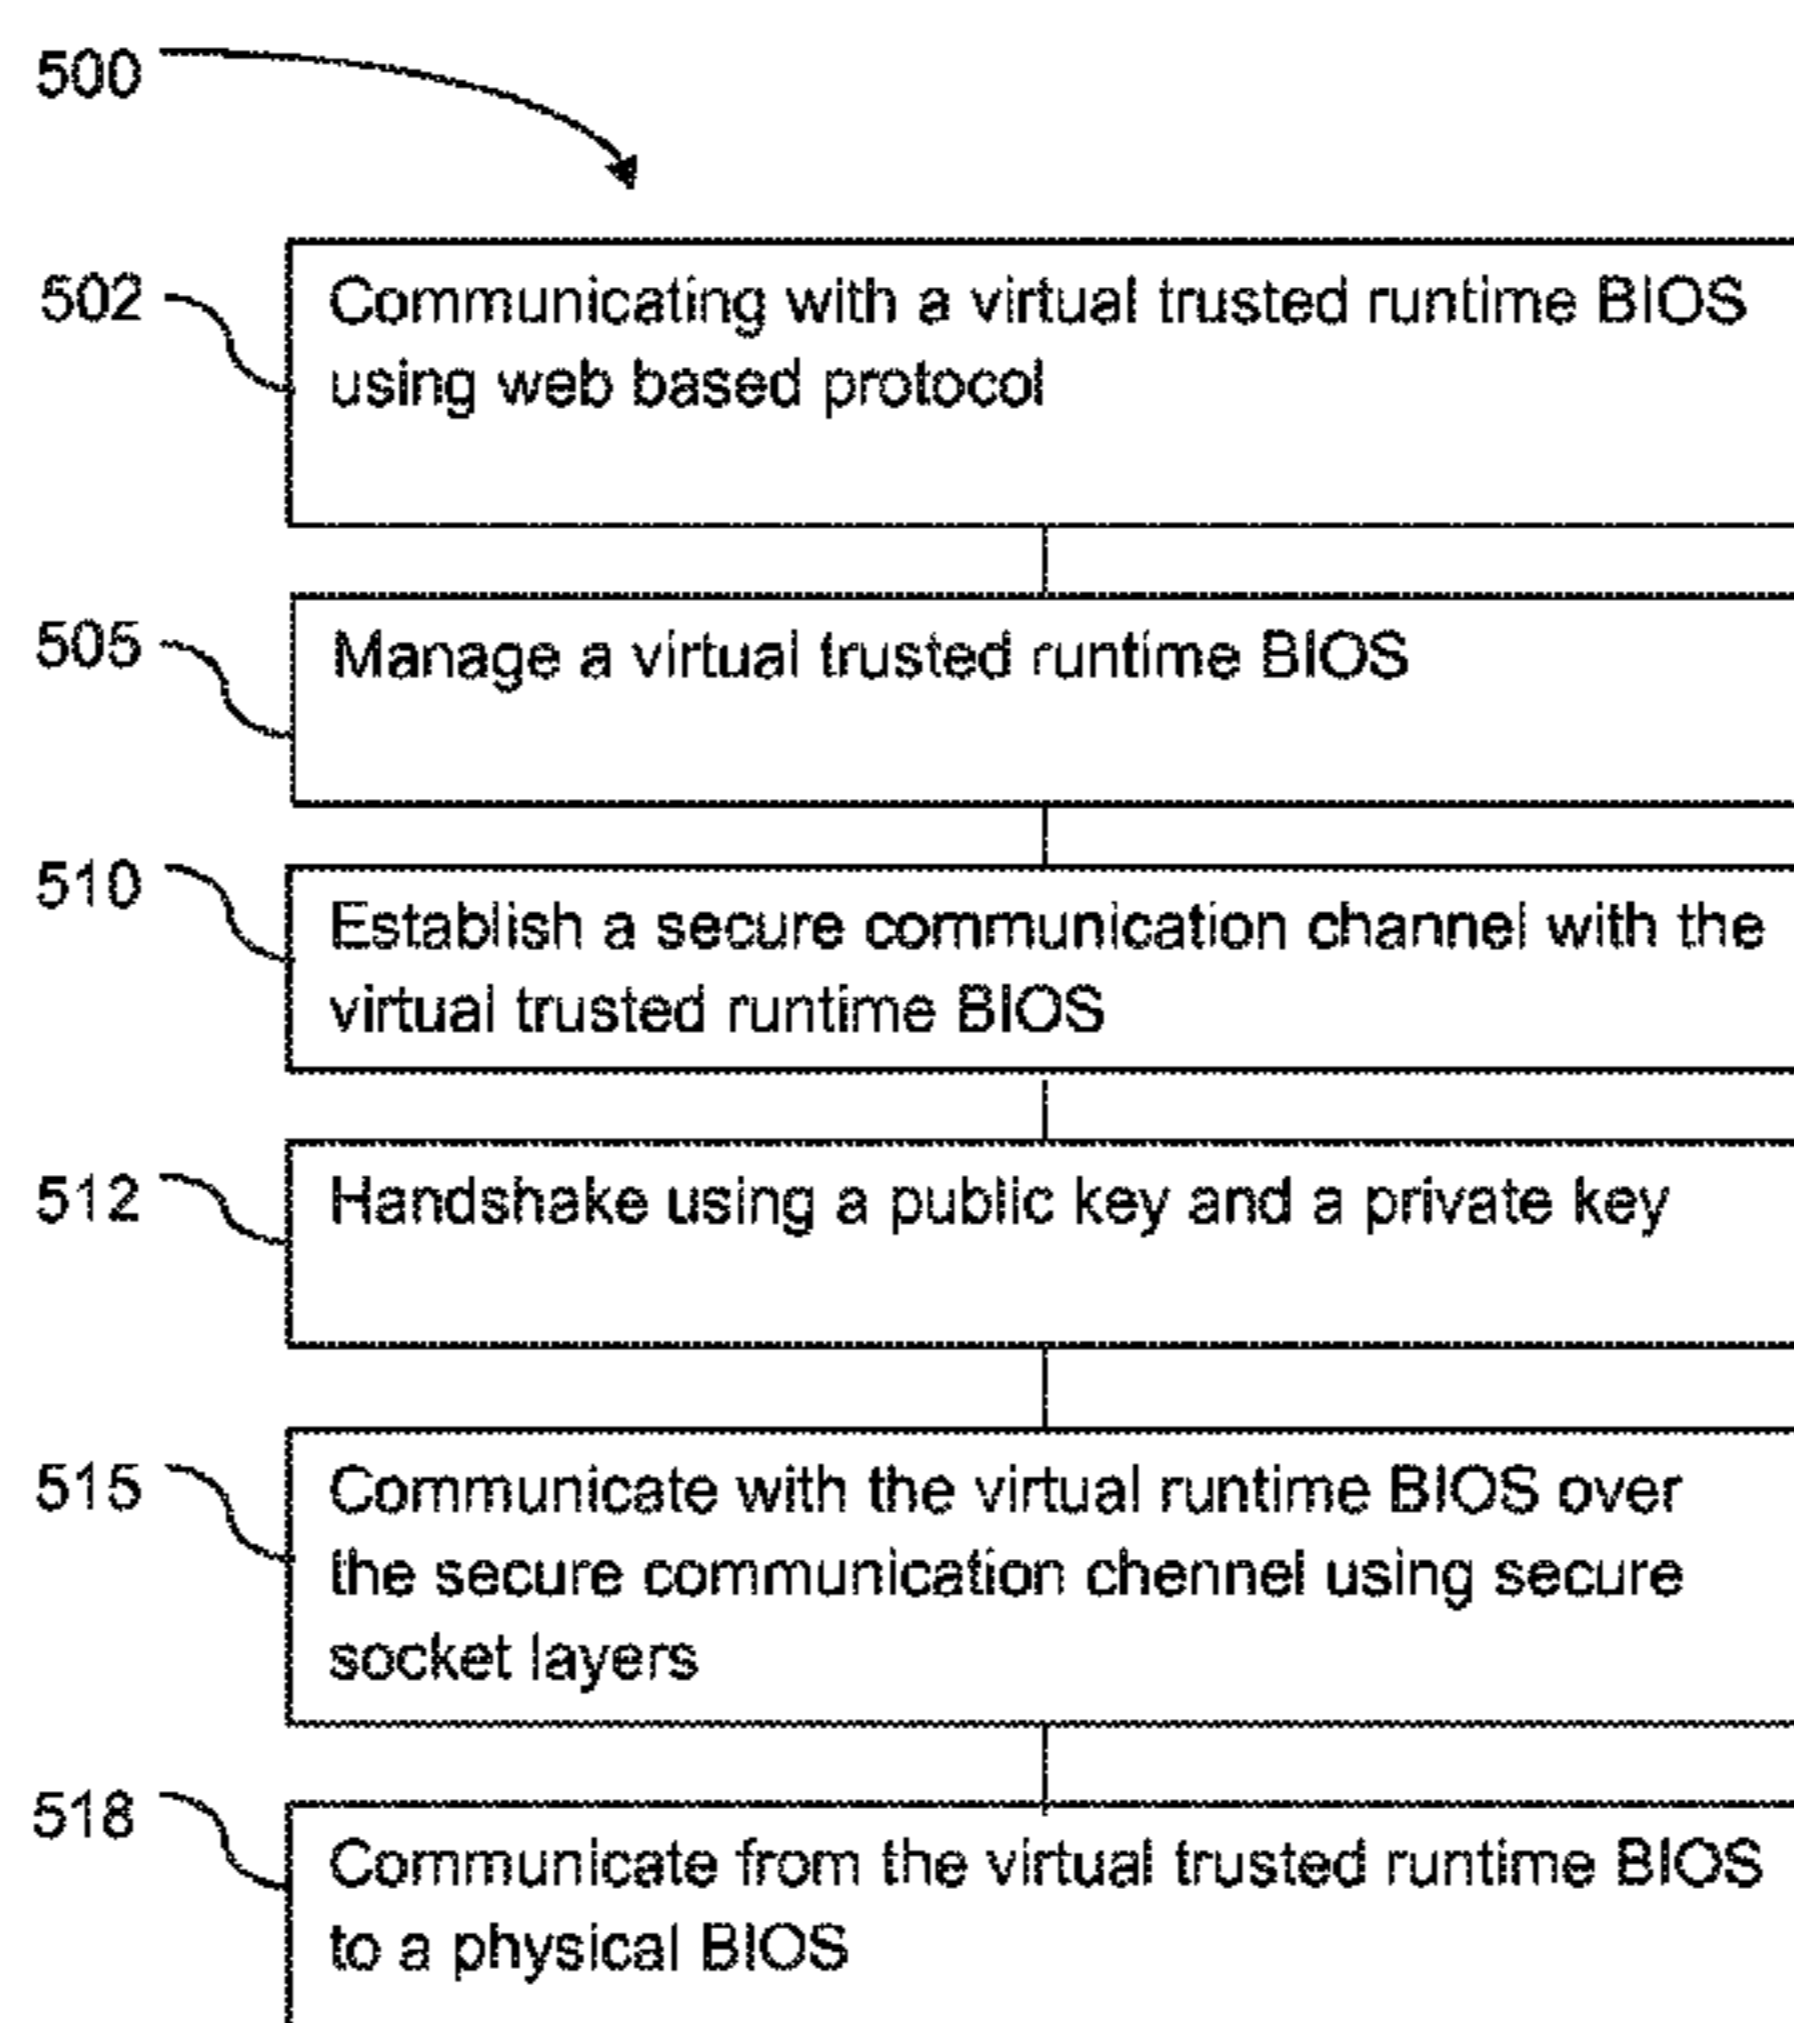 500
502
Communicating with a virtual trusted runtime BIOS
using web based protocol
505
Manage a virtual trusted runtime BIOS
510
Establish a secure communication channel with the
virtual trusted runtime BIOS
512
Handshake using a public key and a private key
515
Communicate with the virtual runtime BIOS over
the secure communication chennel using secure
socket layers
518
Communicate from the virtual trusted runtime BIOS
to a physical BIOS